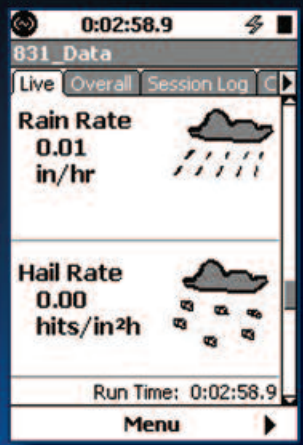 0:02:58.9
831_Data
Live Overall Session Log C
Rain Rate
0.01
in/hr
Hail Rate
0.00
hits/in²h
Run Time: 0:02:58.9
Menu